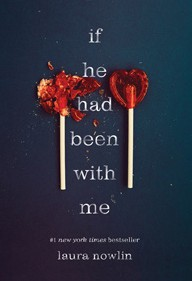 if
he
had
been
with
me
#1 new york times bestseller
laura nowlin